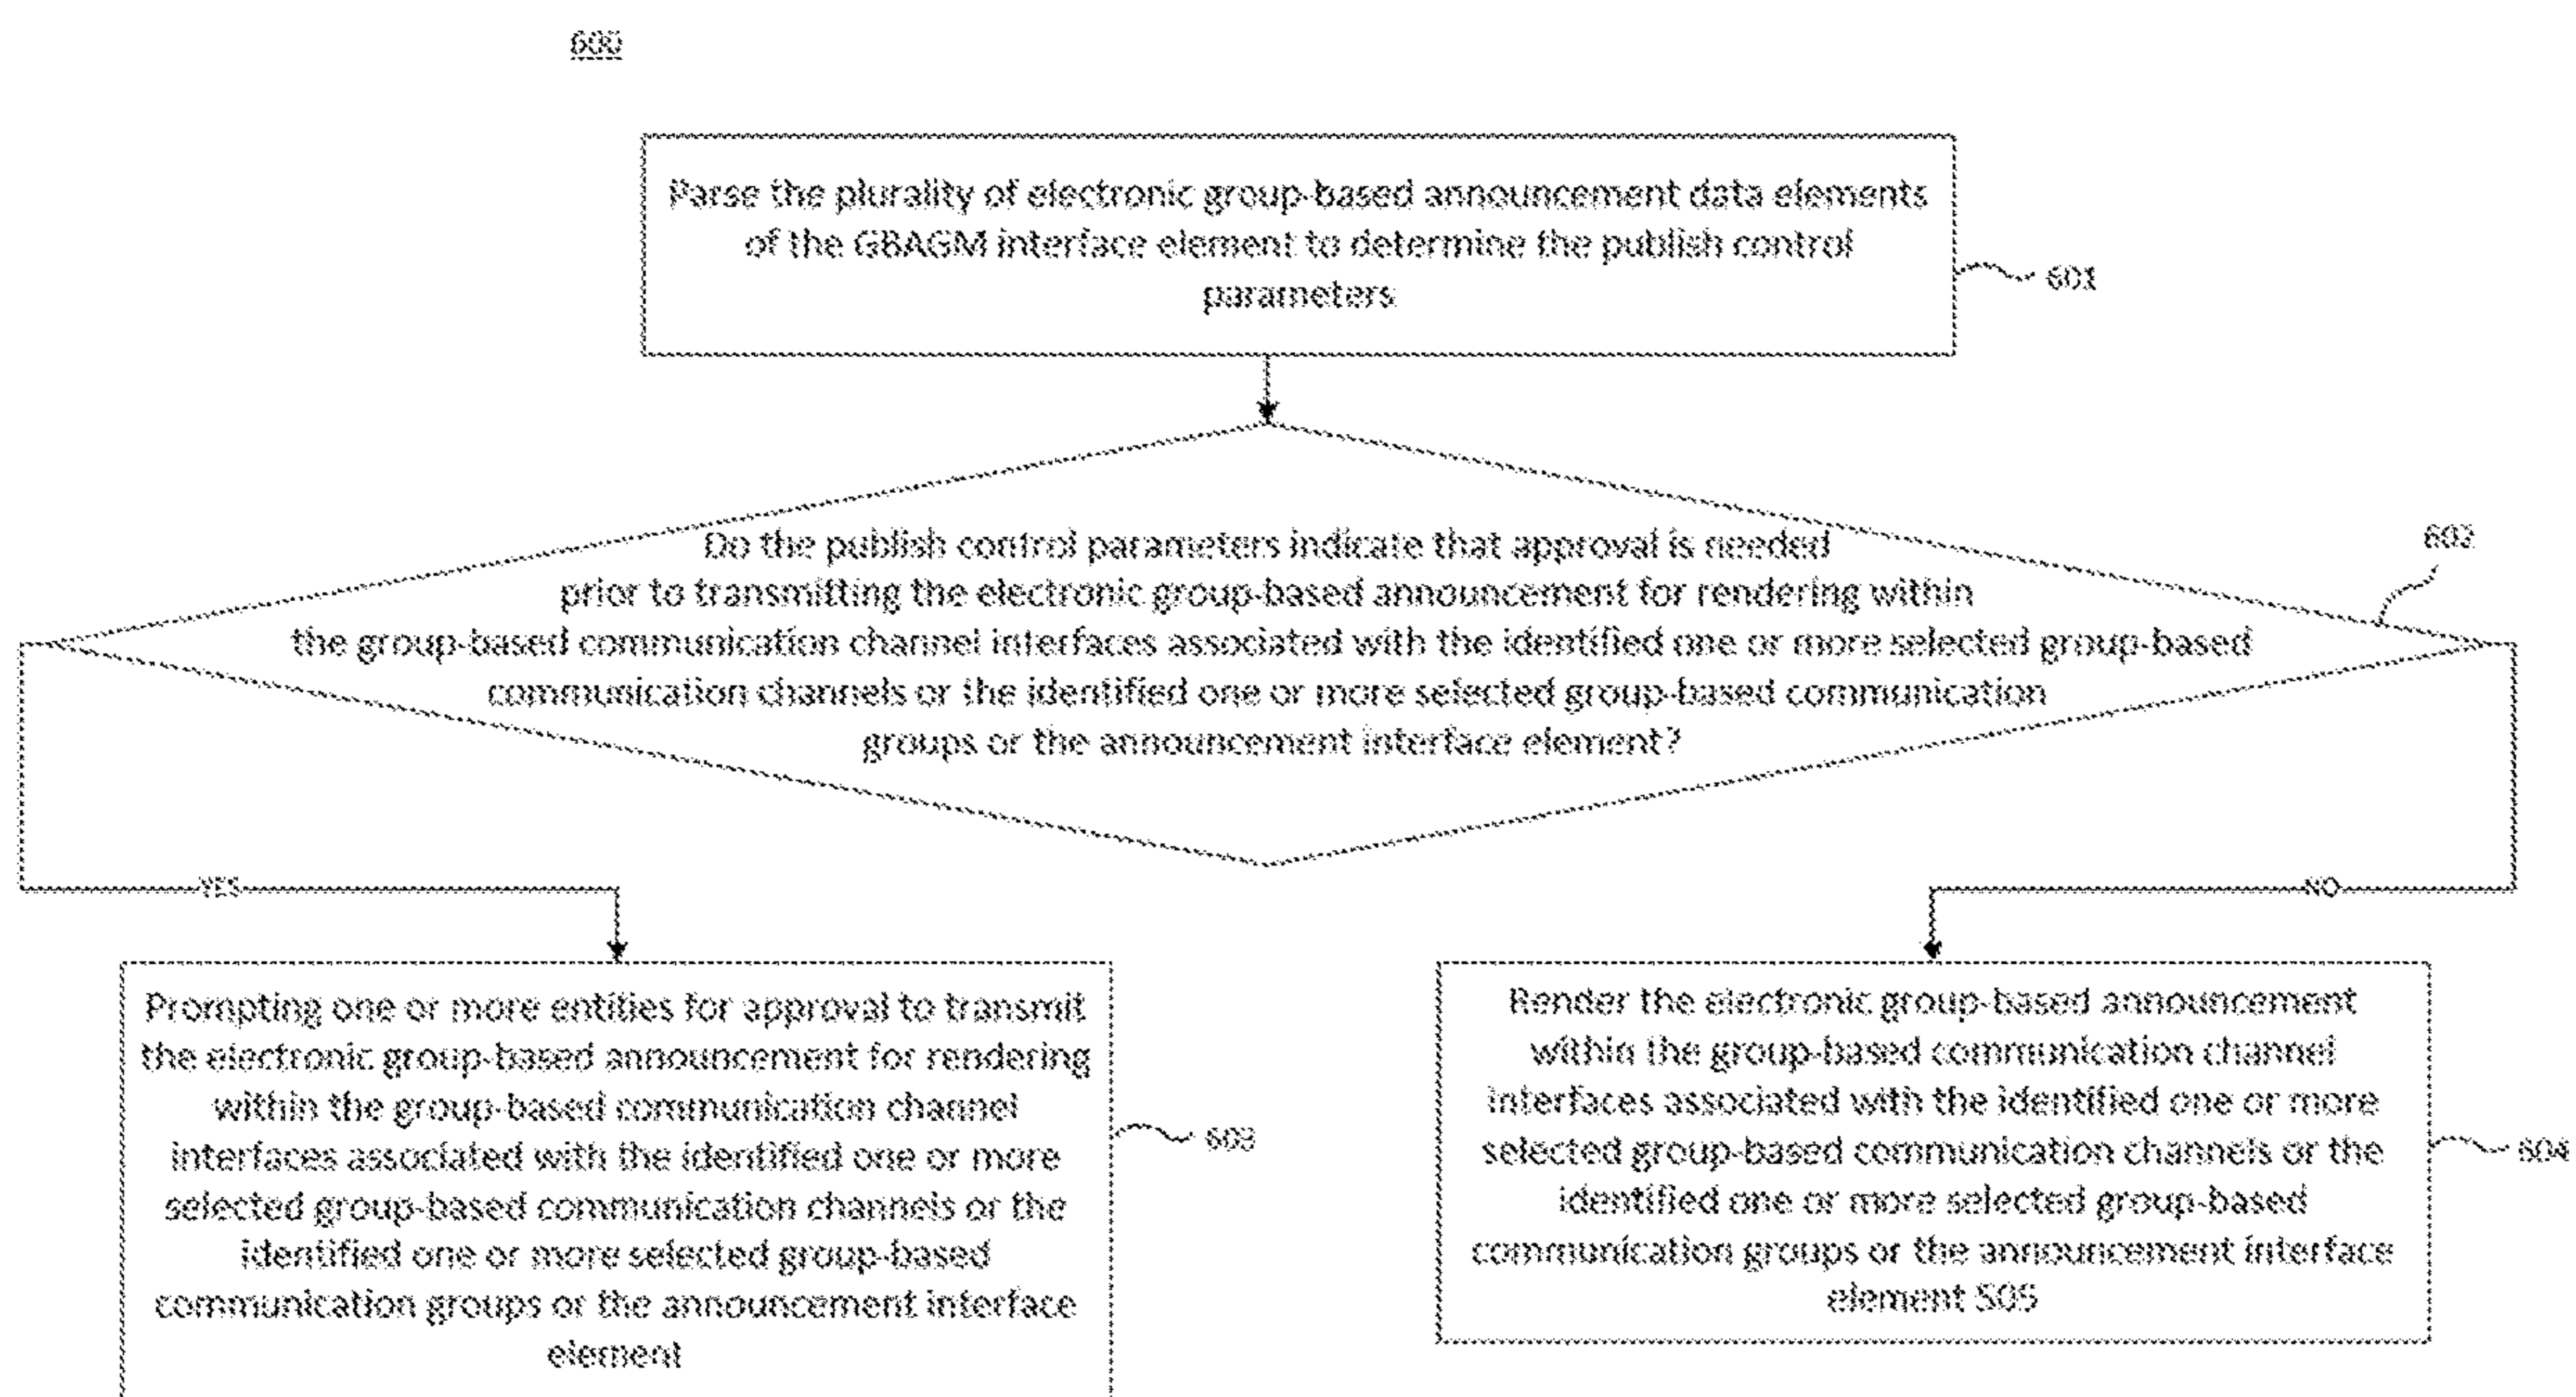 600
Parse the plurality of electronic group-based announcement data elements
of the GBAGM interface element to determine the publish control
parameters
601
Do the publish control parameters indicate that approval is needed
prior to transmitting the electronic group-based announcement for rendering within
the group-based communication channel interfaces associated with the identified one or more selected group-based
communication channels or the identified one or more selected group-based communication
groups or the announcement interface element?
602
YES
NO
Prompting one or more entities for approval to transmit
the electronic group-based announcement for rendering
within the group-based communication channel
interfaces associated with the identified one or more
selected group-based communication channels or the
identified one or more selected group-based
communication groups or the announcement interface
element
603
Render the electronic group-based announcement
within the group-based communication channel
interfaces associated with the identified one or more
selected group-based communication channels or the
identified one or more selected group-based
communication groups or the announcement interface
element 505
604